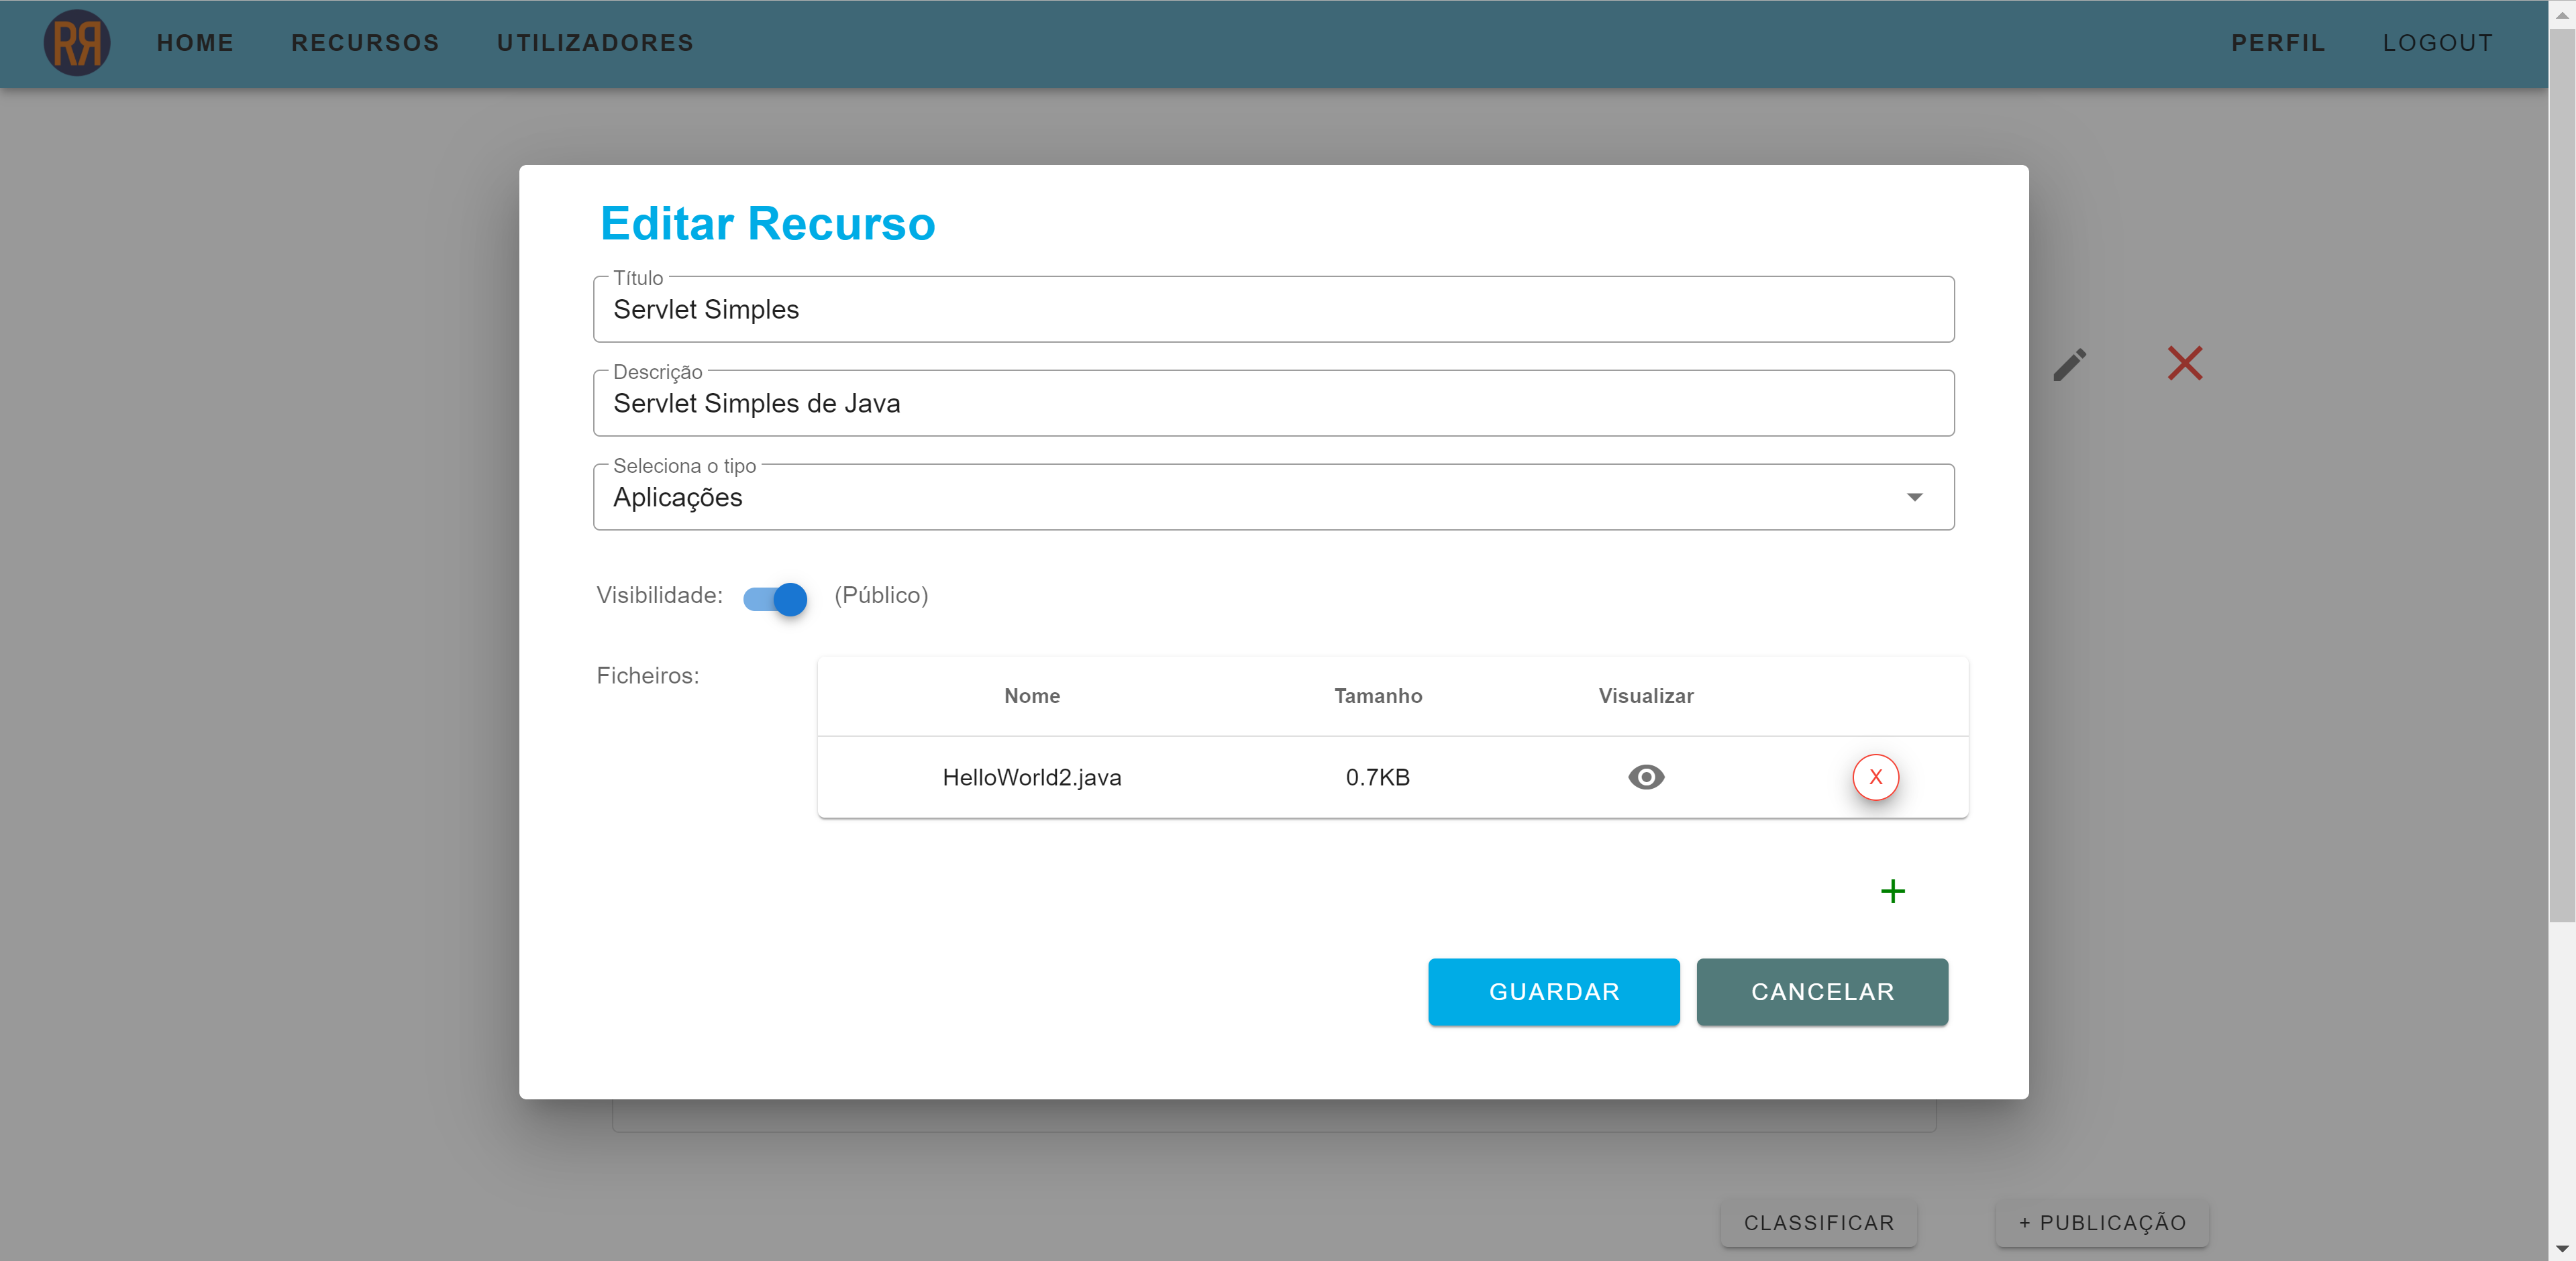 RR HOME RECURSOS UTILIZADORES PERFIL LOGOUT
Editar Recurso
Título
Servlet Simples
Descrição
Servlet Simples de Java
Seleciona o tipo
Aplicações
Visibilidade: (Público)
Ficheiros:
Nome Tamanho Visualizar
HelloWorld2.java 0.7KB X
+
GUARDAR CANCELAR
CLASSIFICAR + PUBLICAÇÃO